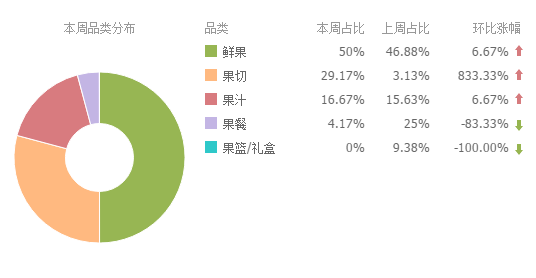 本周品类分布
品类 本周占比 上周占比 环比涨幅
鲜果 50% 46.88% 6.67%
果切 29.17% 3.13% 833.33%
果汁 16.67% 15.63% 6.67%
果餐 4.17% 25% -83.33%
果篮/礼盒 0% 9.38% -100.00%